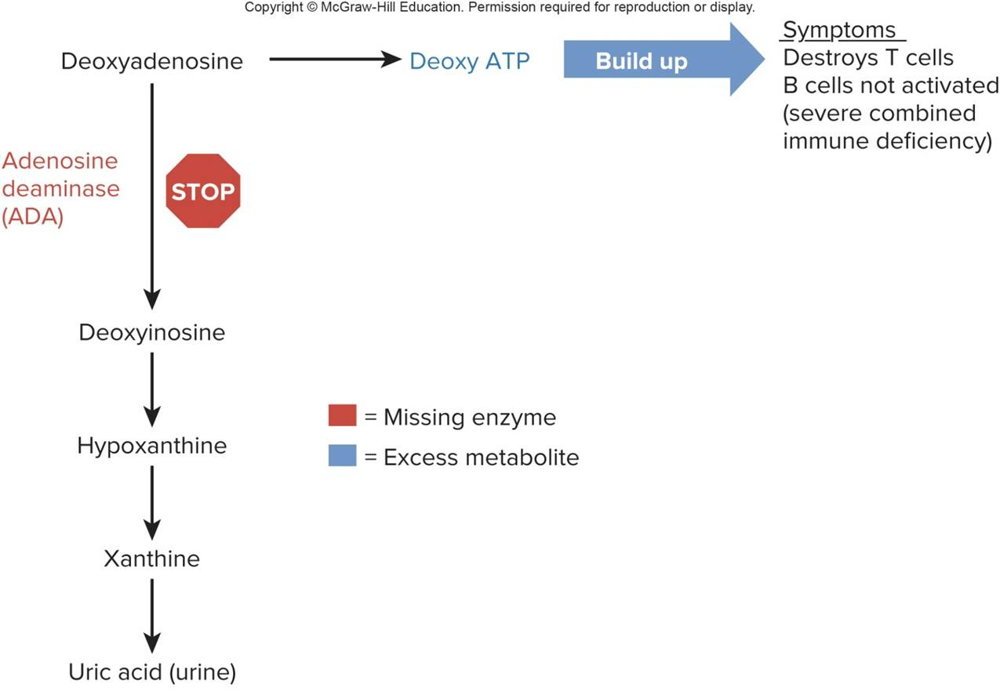 Copyright © McGraw-Hill Education. Permission required for reproduction or display.
Deoxyadenosine
Deoxy ATP
Build up
Symptoms
Destroys T cells
B cells not activated
(severe combined
immune deficiency)
Adenosine
deaminase
(ADA)
STOP
Deoxyinosine
= Missing enzyme
Hypoxanthine
= Excess metabolite
Xanthine
Uric acid (urine)